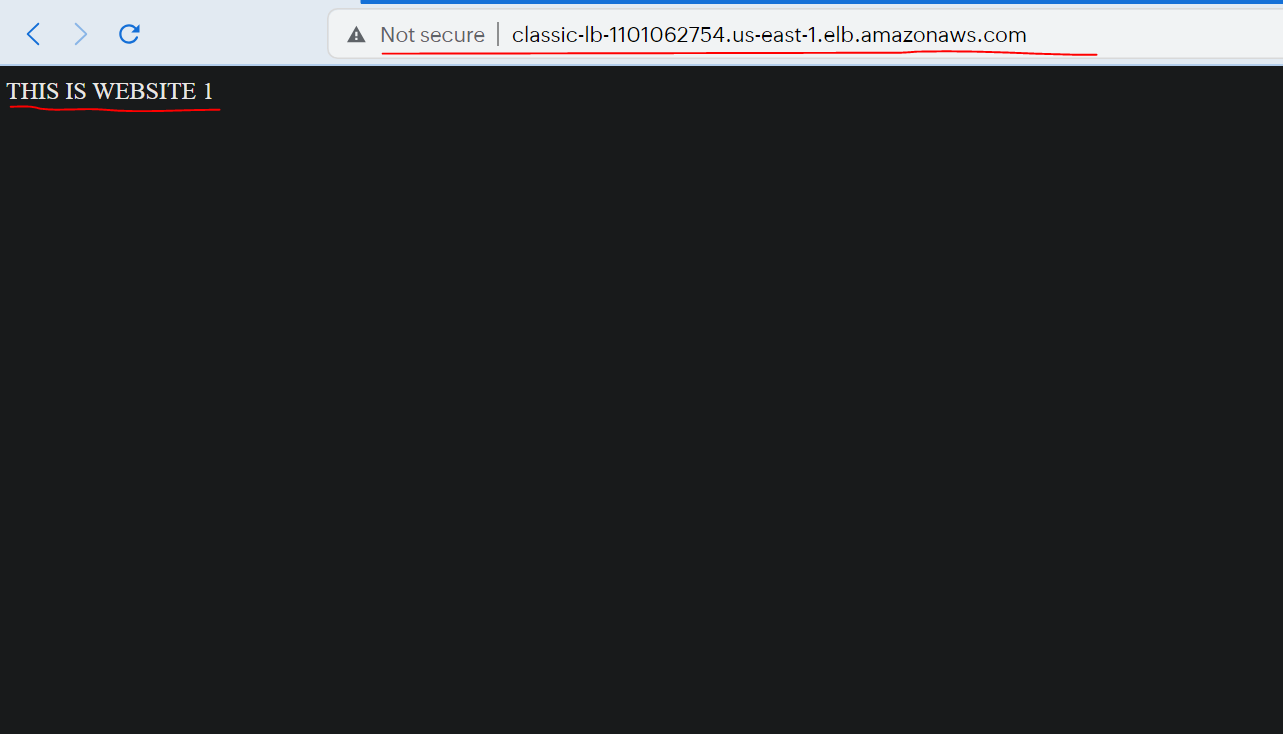 Not secure | classic-lb-1101062754.us-east-1.elb.amazonaws.com
THIS IS WEBSITE 1